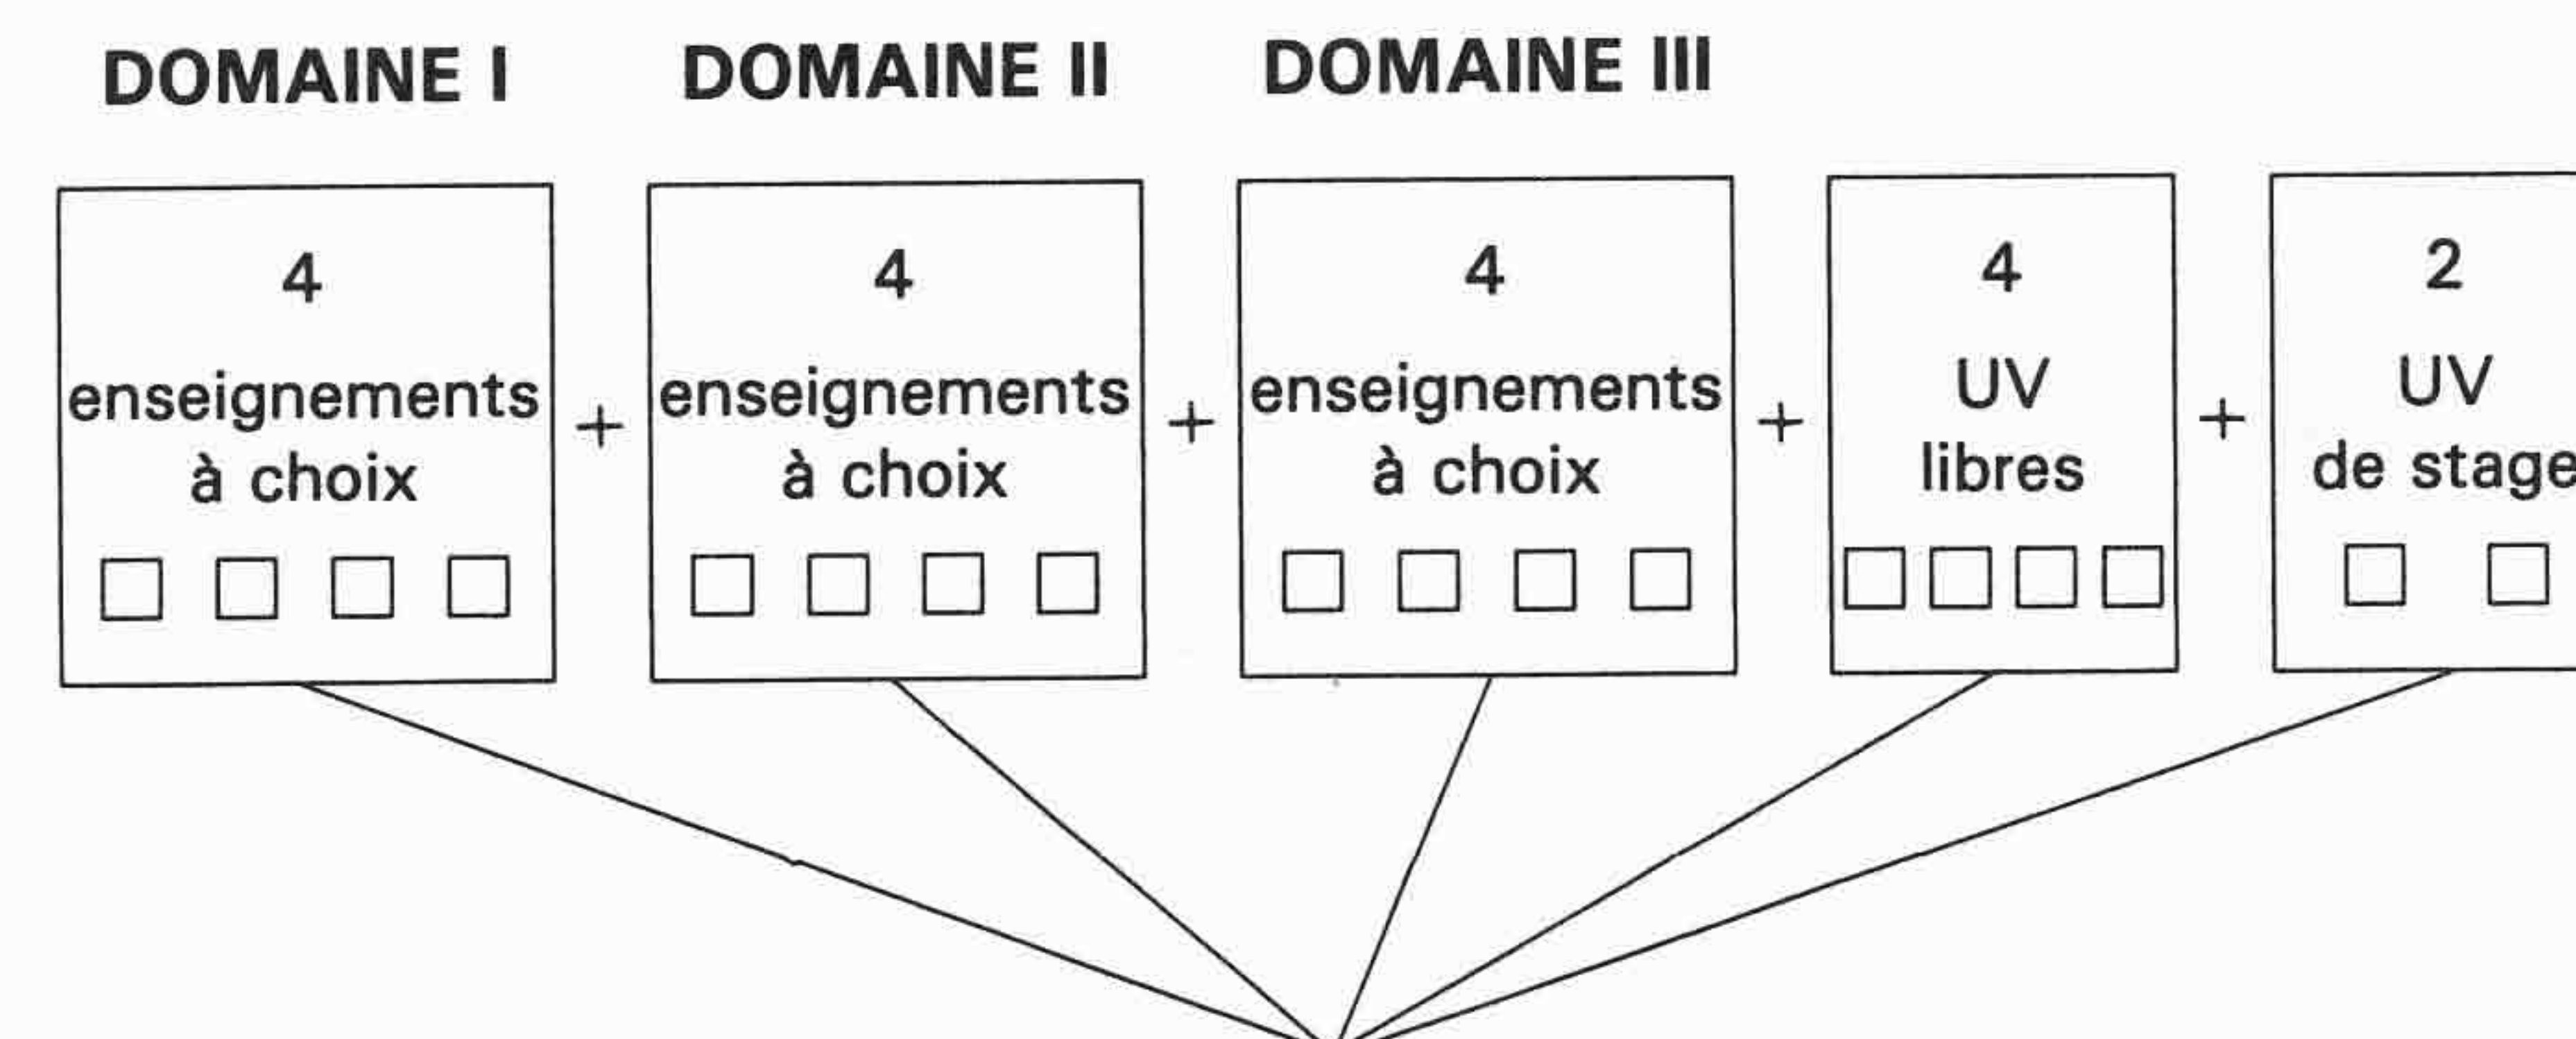 DOMAINE I
DOMAINE II
DOMAINE III
4
enseignements
à choix
+
4
enseignements
à choix
+
4
enseignements
à choix
+
4
UV
libres
+
2
UV
de stage